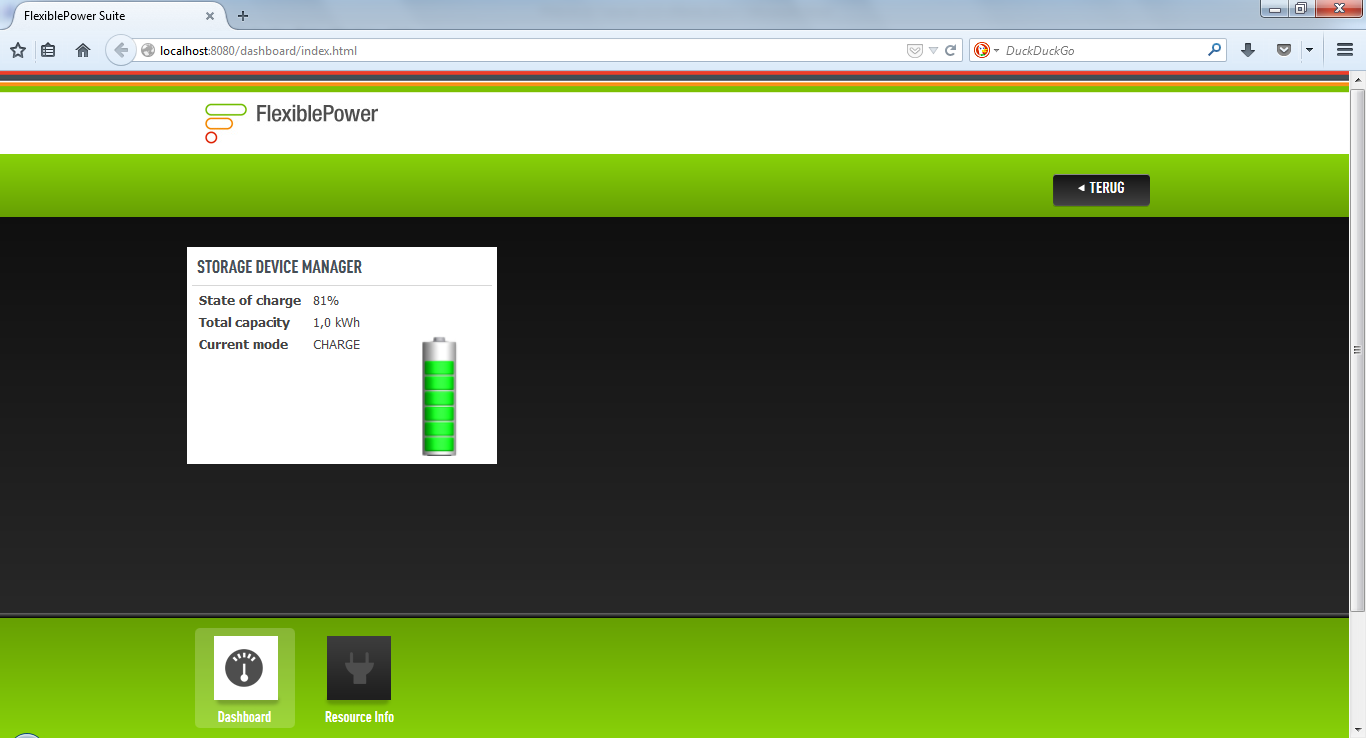 FlexiblePower Suite
localhost:8080/dashboard/index.html
DuckDuckGo
FlexiblePower
TERUG
STORAGE DEVICE MANAGER
State of charge 81%
Total capacity 1,0 kWh
Current mode CHARGE
Dashboard
Resource Info